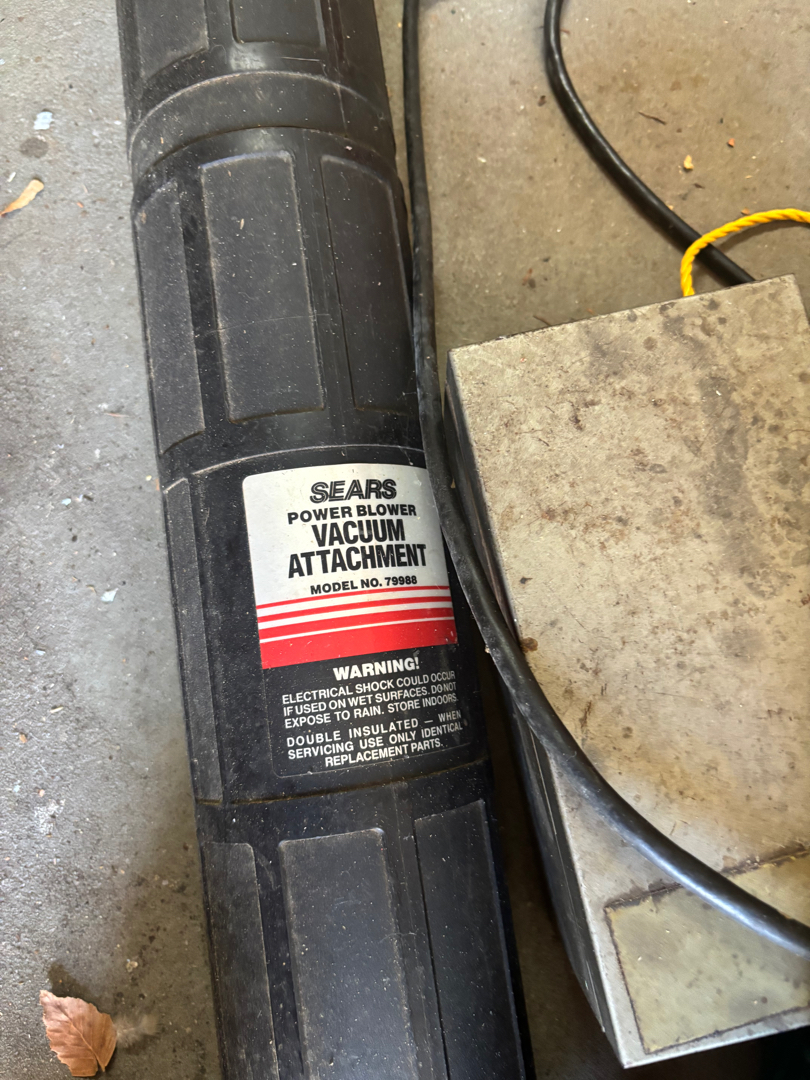 SEARS
POWER BLOWER
VACUUM
ATTACHMENT
MODEL NO. 79988
WARNING!
ELECTRICAL SHOCK COULD OCCUR
IF USED ON WET SURFACES. DO NOT
EXPOSE TO RAIN. STORE INDOORS.
DOUBLE INSULATED — WHEN
SERVICING USE ONLY IDENTICAL
REPLACEMENT PARTS.